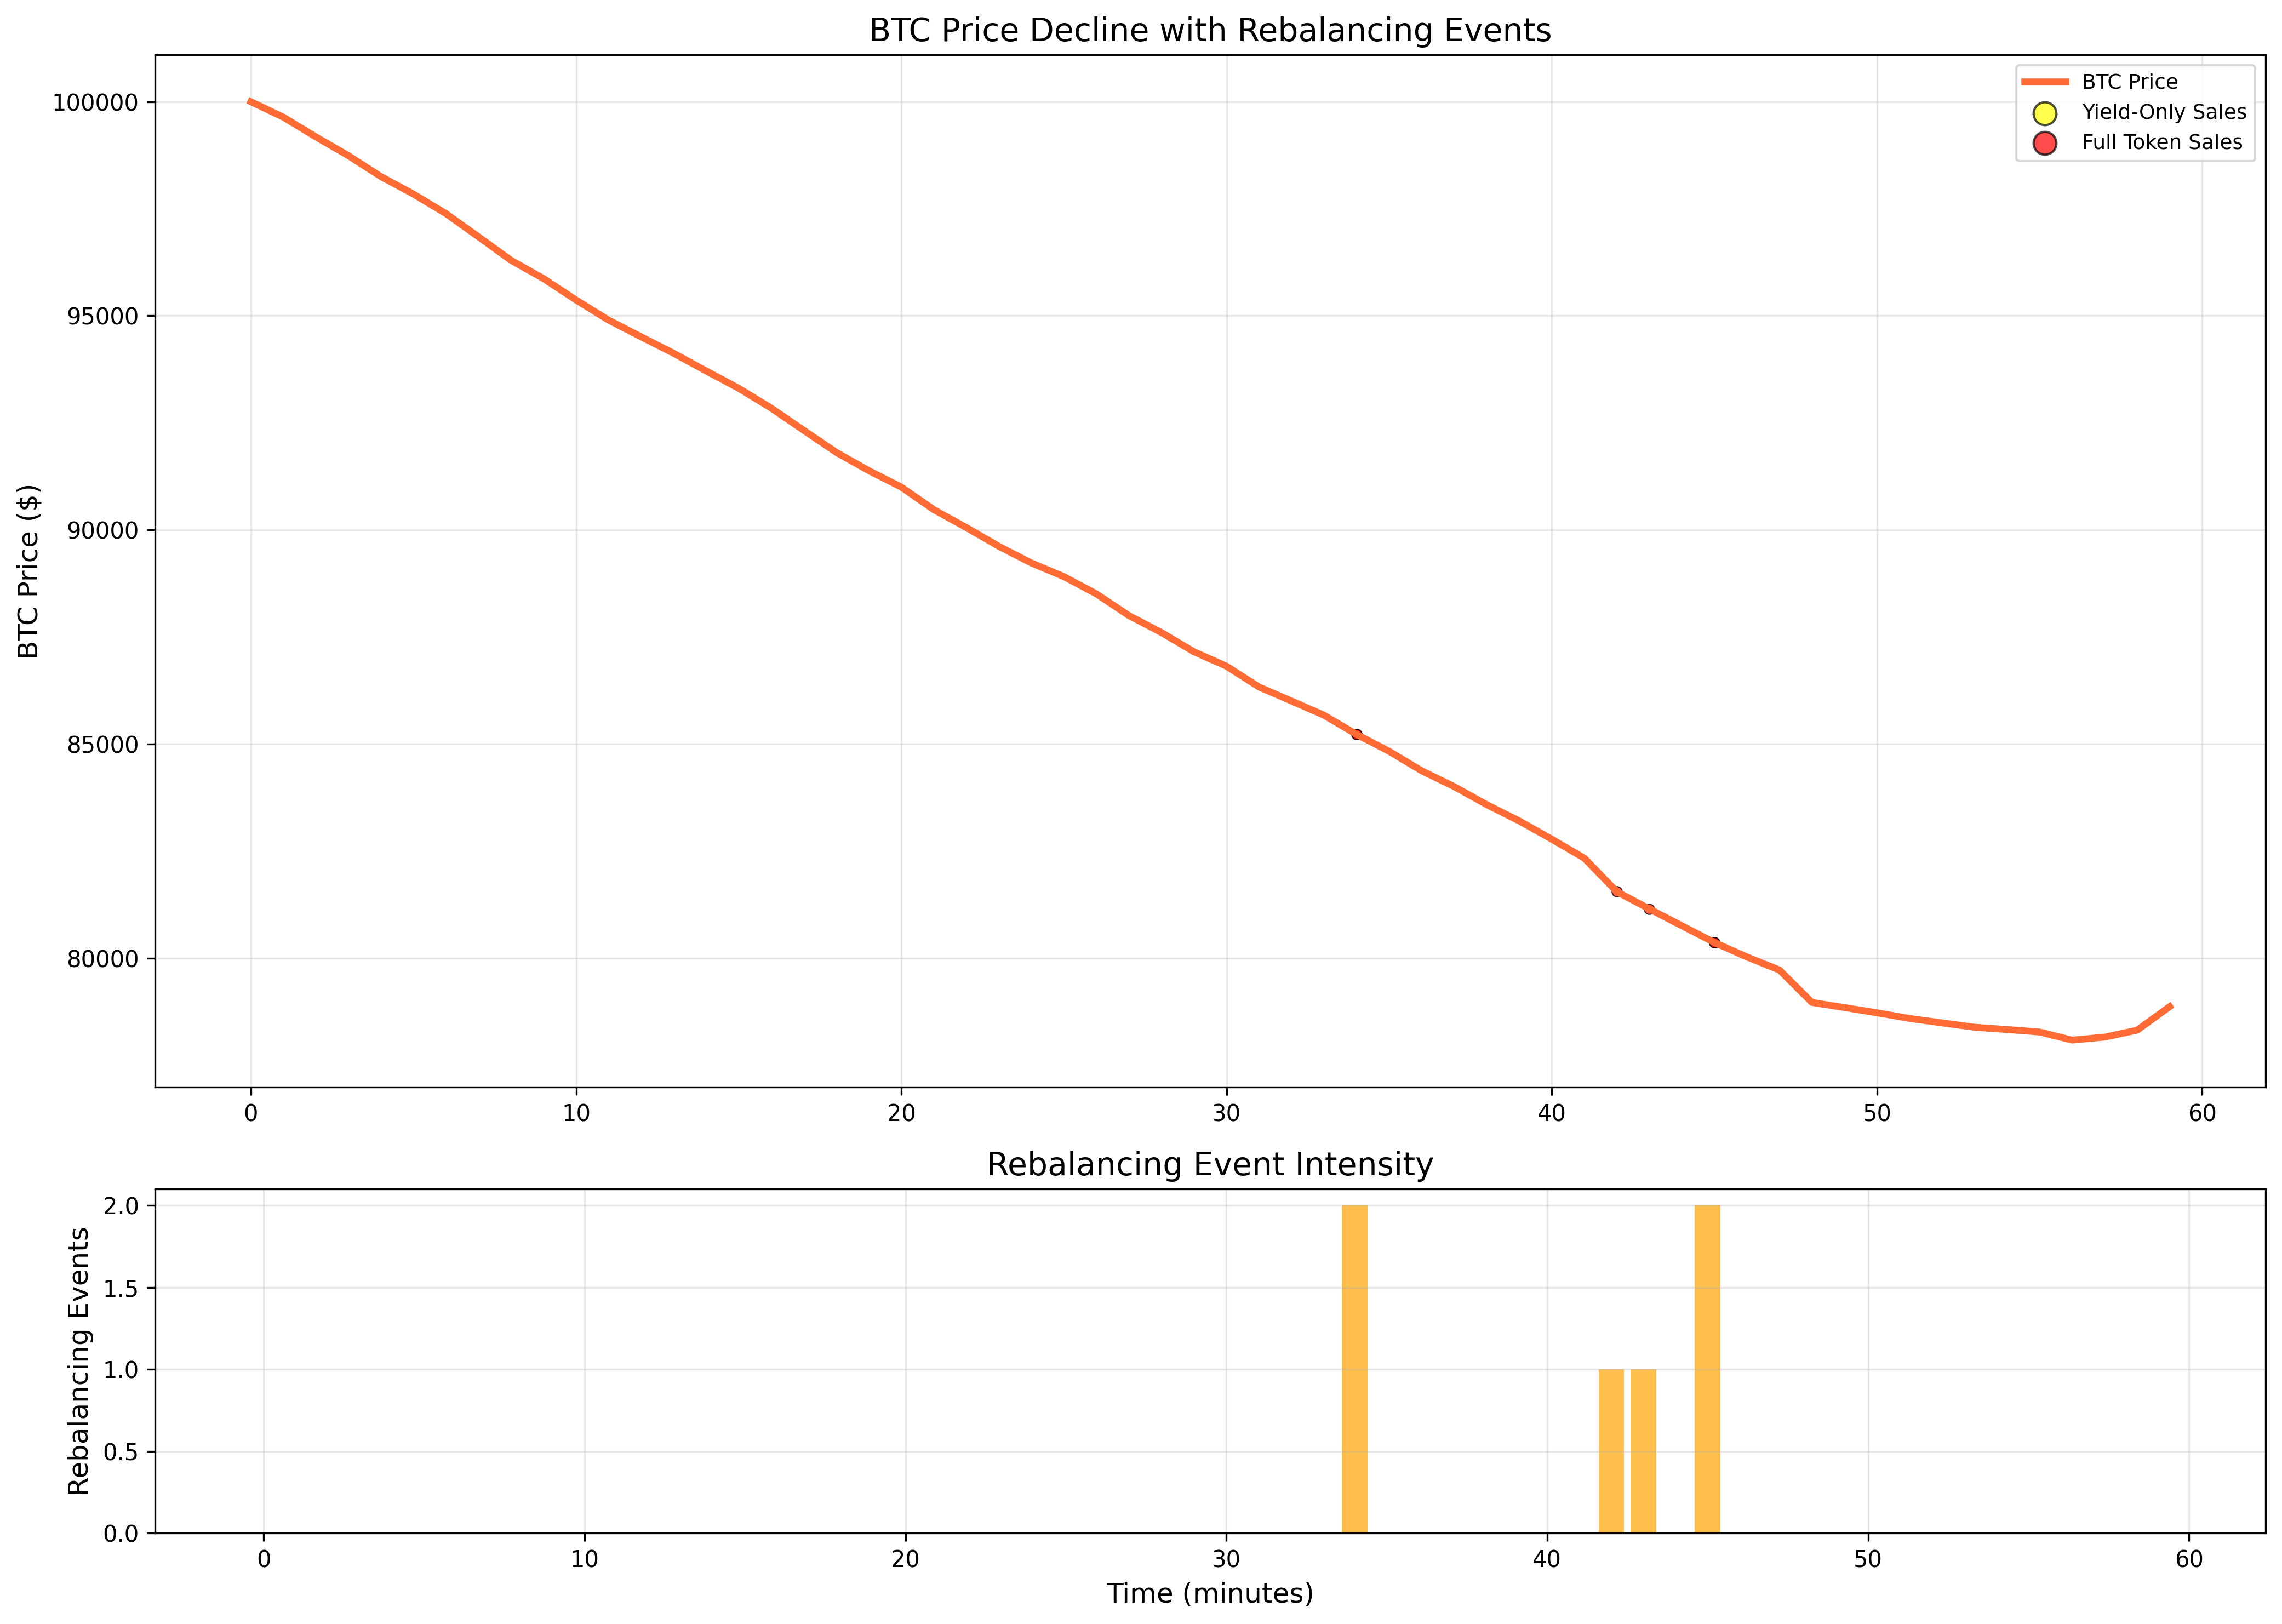 BTC Price Decline with Rebalancing Events
BTC Price
Yield-Only Sales
Full Token Sales
BTC Price ($)
100000
95000
90000
85000
80000
0 10 20 30 40 50 60
Rebalancing Event Intensity
Rebalancing Events
2.0
1.5
1.0
0.5
0.0
0 10 20 30 40 50 60
Time (minutes)